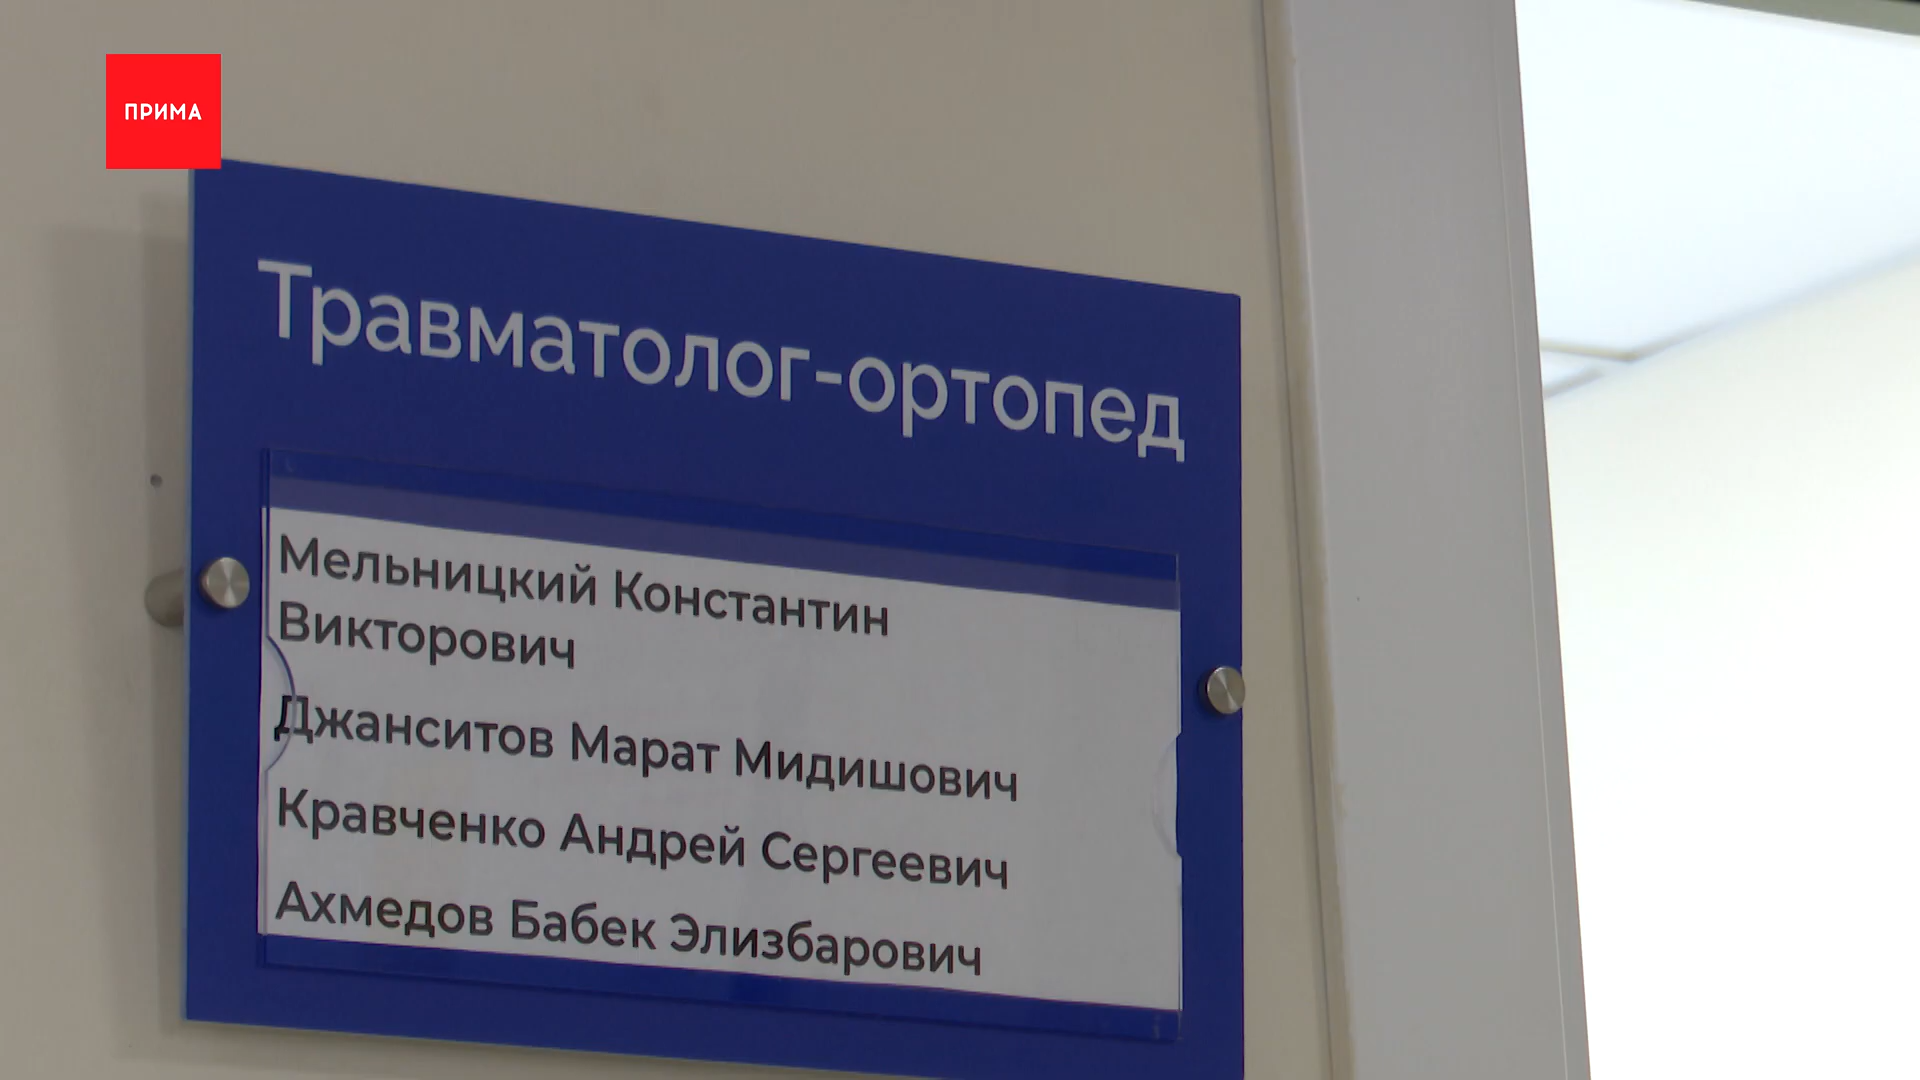 ПРИМА
Травматолог-ортопед
Мельницкий Константин
Викторович
Джанситов Марат Мидишович
Кравченко Андрей Сергеевич
Ахмедов Бабек Элизбарович